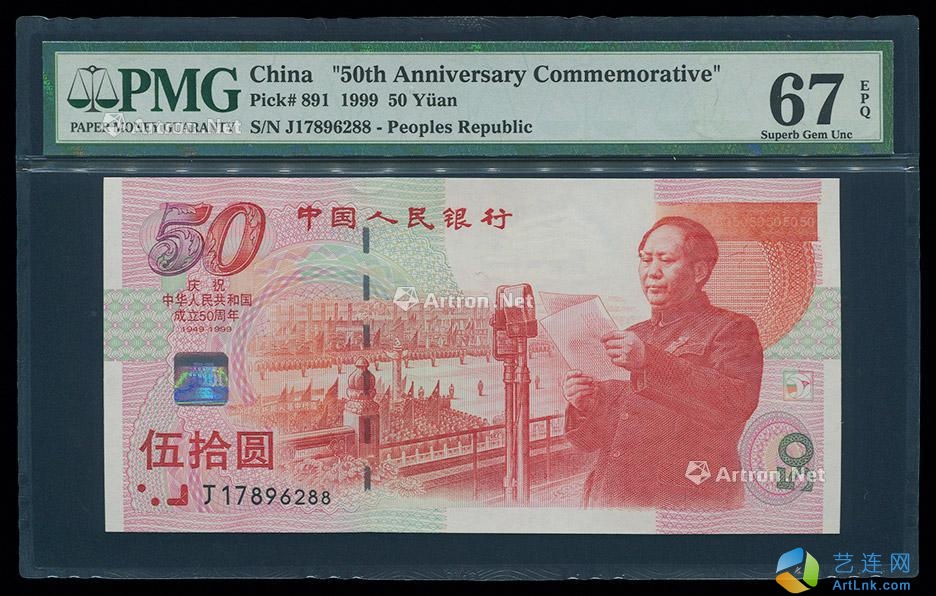 PMG
PAPER MONEY GUARANTY
China "50th Anniversary Commemorative"
Pick# 891 1999 50 Yüan
S/N J17896288 - Peoples Republic
67
EPQ
Superb Gem Unc
Artron.Net
50
中国人民银行
庆祝
中华人民共和国
成立50周年
1949-1999
Artron.Net
伍拾圆
J17896288
Artron.Net
50
艺连网
ArtLnk.com